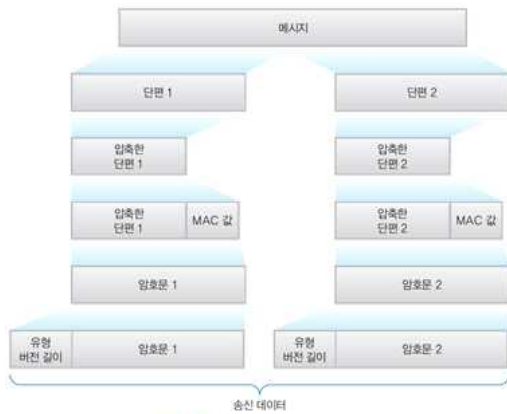 메시지
단편 1
단편 2
압축한
단편 1
압축한
단편 2
압축한
단편 1
MAC 값
압축한
단편 2
MAC 값
암호문 1
암호문 2
유형
버전 길이
암호문 1
유형
버전 길이
암호문 2
송신 데이터